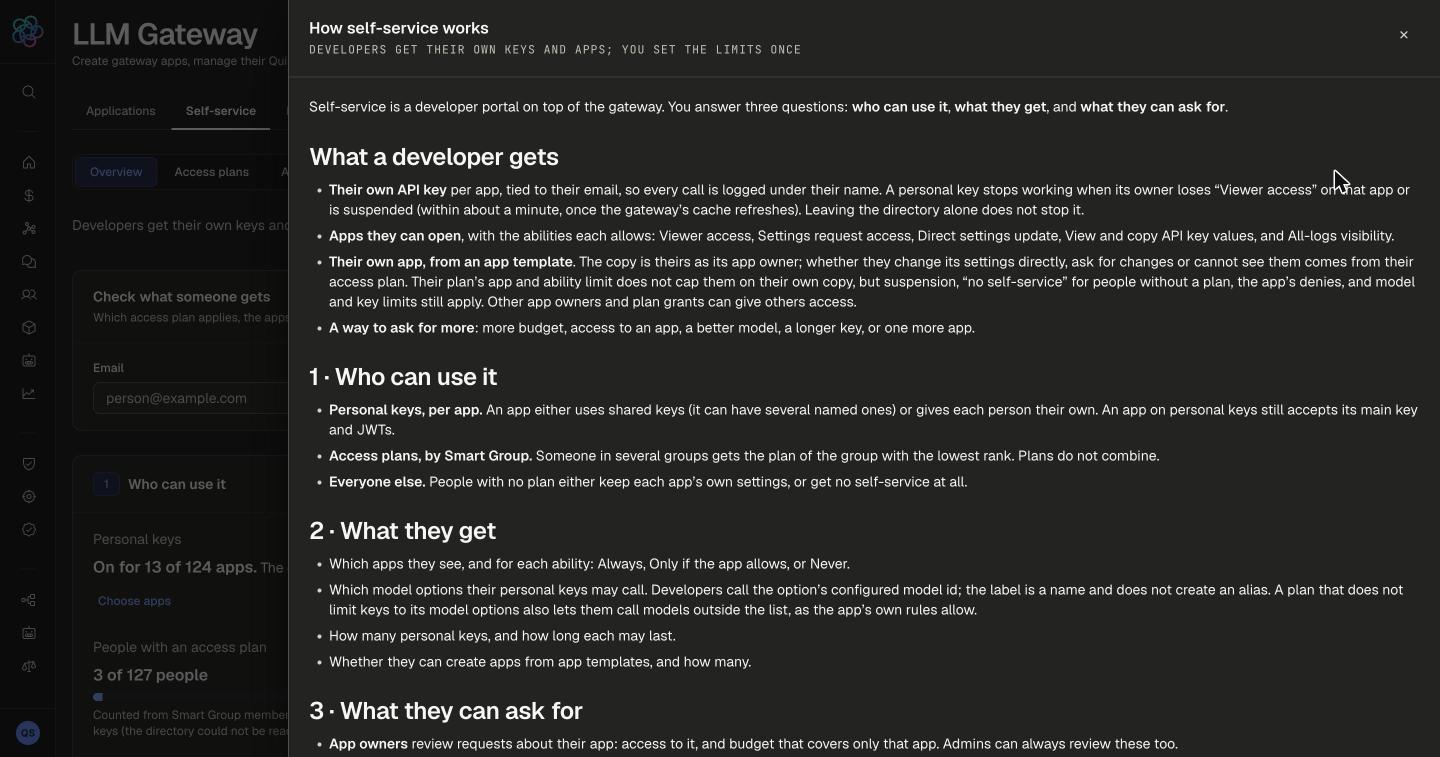 LLM Gateway
Create gateway apps, manage their Qui
Applications
Self-service
Overview
Access plans
A
Developers get their own keys and
Check what someone gets
Which access plan applies, the apps
Email
person@example.com
1
Who can use it
Personal keys
On for 13 of 124 apps. The
Choose apps
People with an access plan
3 of 127 people
Counted from Smart Group member
keys (the directory could not be read
QS
How self-service works
DEVELOPERS GET THEIR OWN KEYS AND APPS; YOU SET THE LIMITS ONCE
×
Self-service is a developer portal on top of the gateway. You answer three questions: who can use it, what they get, and what they can ask for.
What a developer gets
• Their own API key per app, tied to their email, so every call is logged under their name. A personal key stops working when its owner loses “Viewer access” on that app or
is suspended (within about a minute, once the gateway’s cache refreshes). Leaving the directory alone does not stop it.
• Apps they can open, with the abilities each allows: Viewer access, Settings request access, Direct settings update, View and copy API key values, and All-logs visibility.
• Their own app, from an app template. The copy is theirs as its app owner; whether they change its settings directly, ask for changes or cannot see them comes from their
access plan. Their plan’s app and ability limit does not cap them on their own copy, but suspension, “no self-service” for people without a plan, the app’s denies, and model
and key limits still apply. Other app owners and plan grants can give others access.
• A way to ask for more: more budget, access to an app, a better model, a longer key, or one more app.
1 · Who can use it
• Personal keys, per app. An app either uses shared keys (it can have several named ones) or gives each person their own. An app on personal keys still accepts its main key
and JWTs.
• Access plans, by Smart Group. Someone in several groups gets the plan of the group with the lowest rank. Plans do not combine.
• Everyone else. People with no plan either keep each app’s own settings, or get no self-service at all.
2 · What they get
• Which apps they see, and for each ability: Always, Only if the app allows, or Never.
• Which model options their personal keys may call. Developers call the option’s configured model id; the label is a name and does not create an alias. A plan that does not
limit keys to its model options also lets them call models outside the list, as the app’s own rules allow.
• How many personal keys, and how long each may last.
• Whether they can create apps from app templates, and how many.
3 · What they can ask for
• App owners review requests about their app: access to it, and budget that covers only that app. Admins can always review these too.